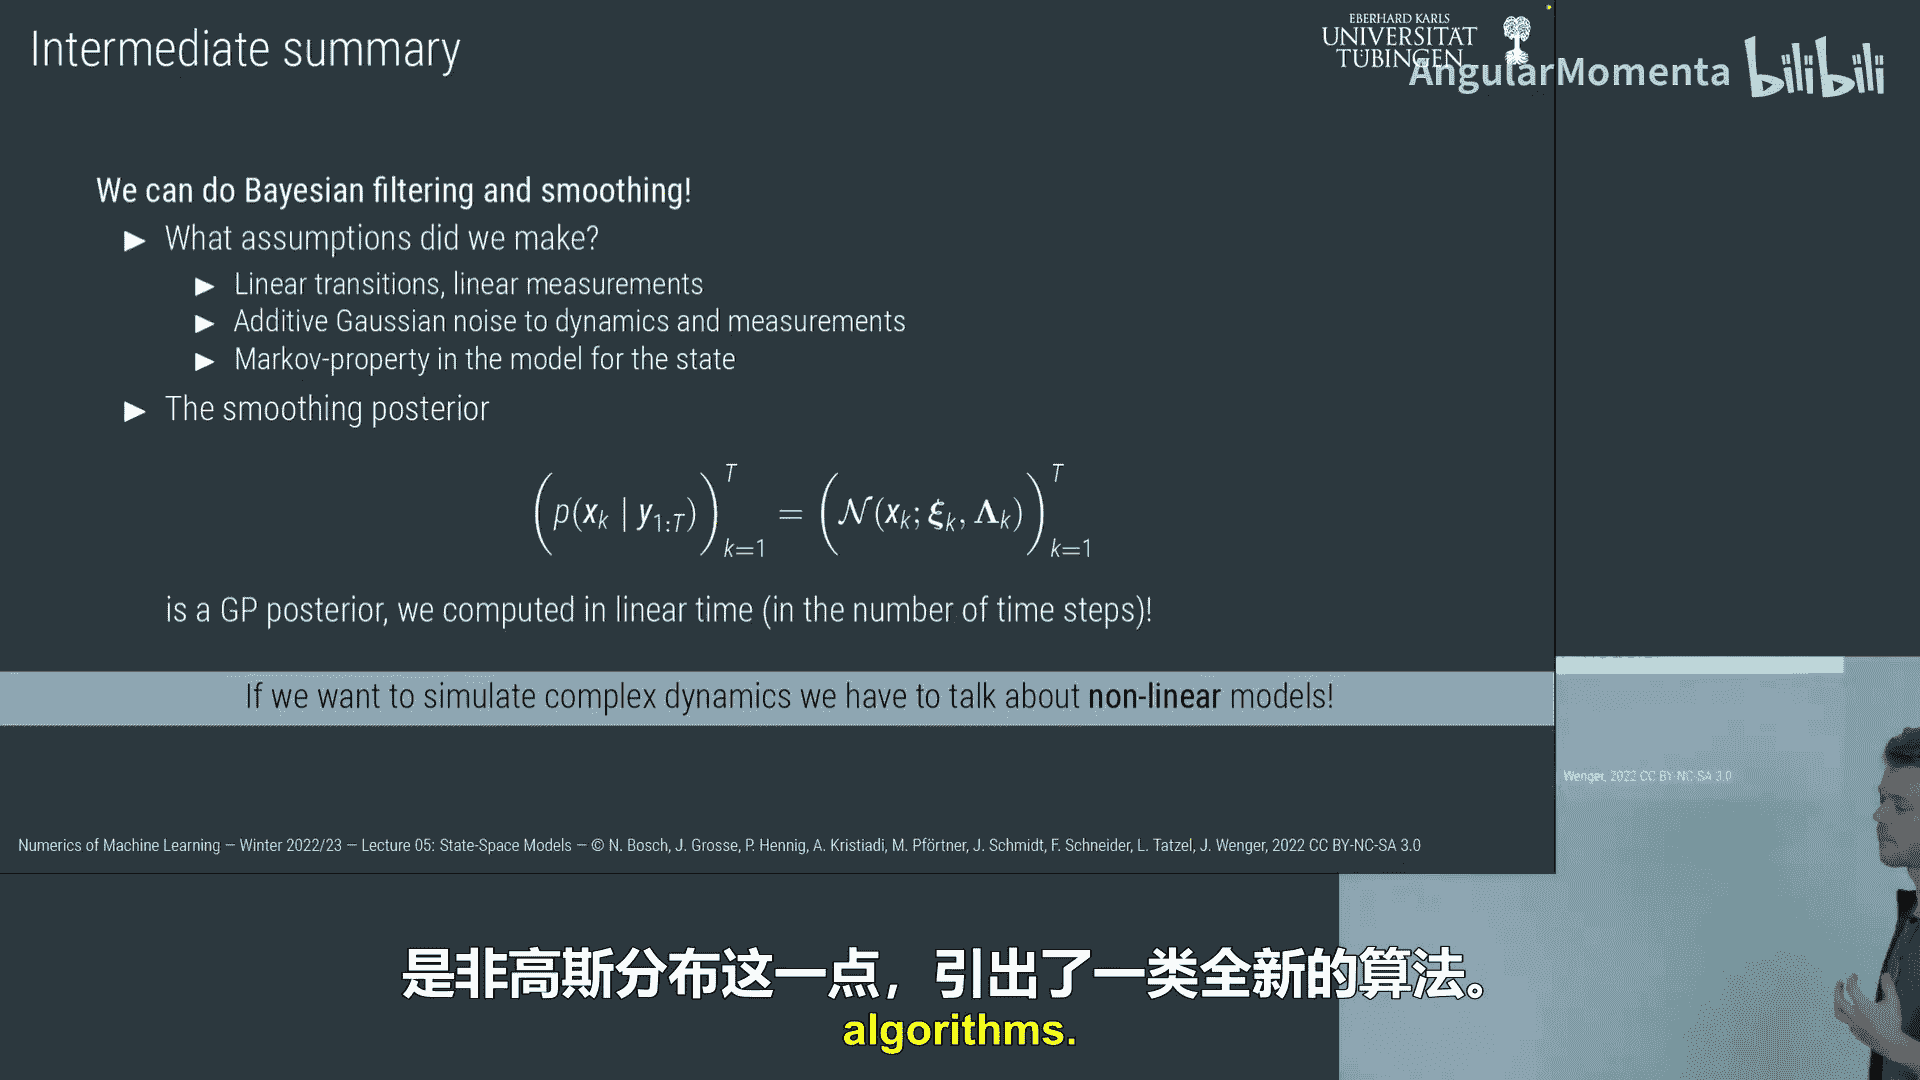 Intermediate summary
EBERHARD KARLS
UNIVERSITÄT
TÜBINGEN
AngularMomenta bilibili
We can do Bayesian filtering and smoothing!
▶ What assumptions did we make?
▶ Linear transitions, linear measurements
▶ Additive Gaussian noise to dynamics and measurements
▶ Markov-property in the model for the state
▶ The smoothing posterior
(p(x_k | y_{1:T}))_{k=1}^T = (𝒩(x_k; ξ_k, Λ_k))_{k=1}^T
is a GP posterior, we computed in linear time (in the number of time steps)!
If we want to simulate complex dynamics we have to talk about non-linear models!
Wenger, 2022 CC BY-NC-SA 3.0
Numerics of Machine Learning — Winter 2022/23 — Lecture 05: State-Space Models — © N. Bosch, J. Grosse, P. Hennig, A. Kristiadi, M. Pförtner, J. Schmidt, F. Schneider, L. Tatzel, J. Wenger, 2022 CC BY-NC-SA 3.0
是非高斯分布这一点，引出了一类全新的算法。
algorithms.